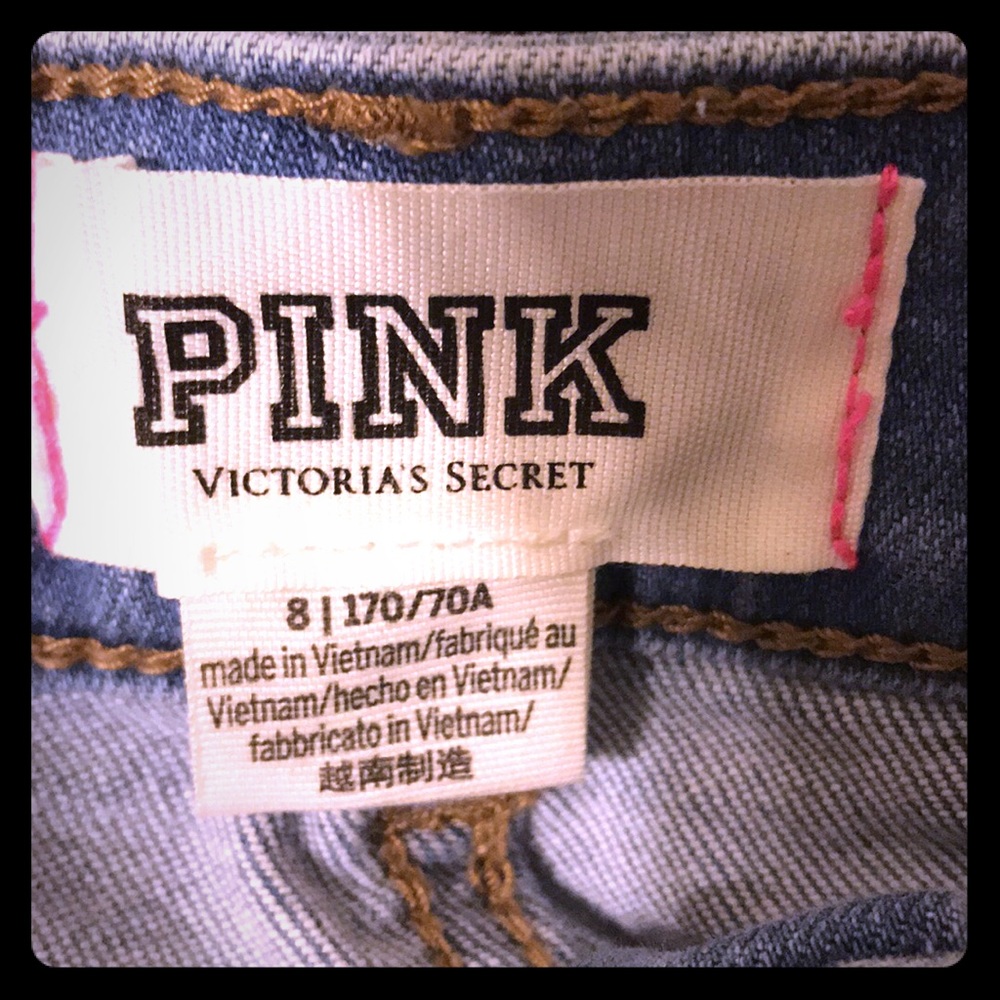 PINK
VICTORIA'S SECRET
8 | 170/70A
made in Vietnam/fabriqué au
Vietnam/hecho en Vietnam/
fabbricato in Vietnam/
越南制造